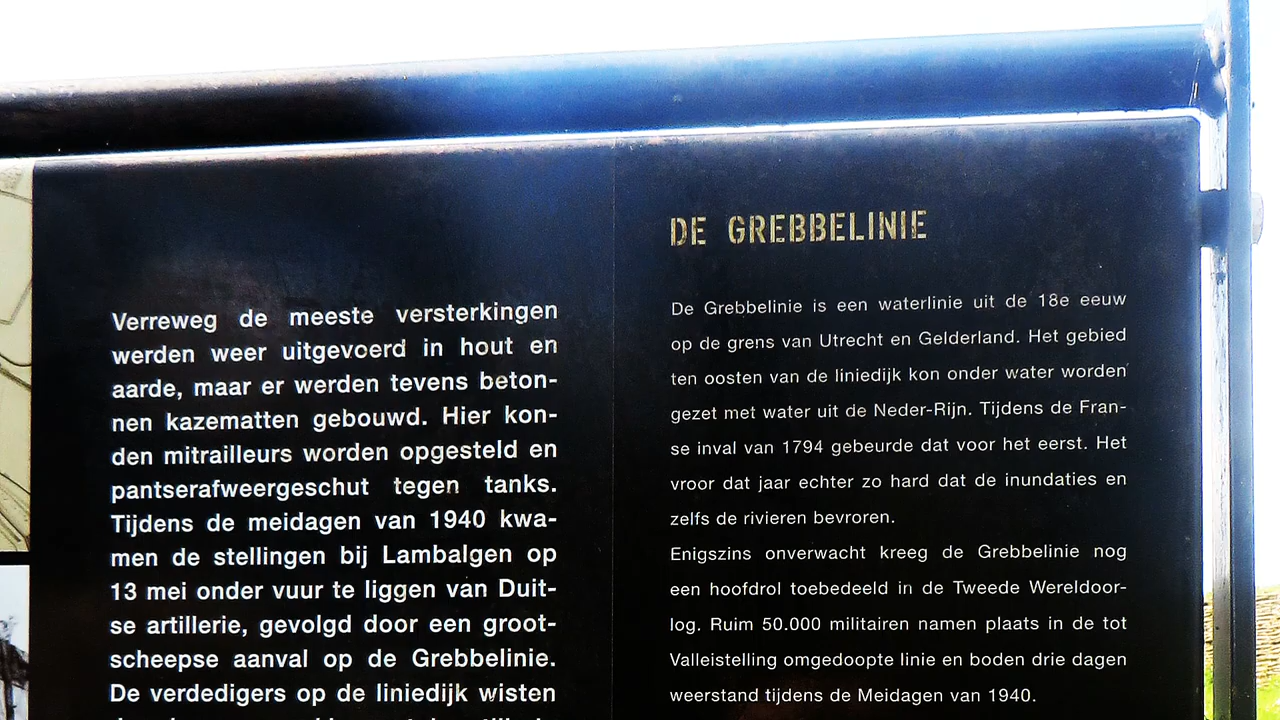 Verreweg de meeste versterkingen
werden weer uitgevoerd in hout en
aarde, maar er werden tevens beton-
nen kazematten gebouwd. Hier kon-
den mitrailleurs worden opgesteld en
pantserafweergeschut tegen tanks.
Tijdens de meidagen van 1940 kwa-
men de stellingen bij Lambalgen op
13 mei onder vuur te liggen van Duit-
se artillerie, gevolgd door een groot-
scheepse aanval op de Grebbelinie.
De verdedigers op de liniedijk wisten
DE GREBBELINIE
De Grebbelinie is een waterlinie uit de 18e eeuw
op de grens van Utrecht en Gelderland. Het gebied
ten oosten van de liniedijk kon onder water worden
gezet met water uit de Neder-Rijn. Tijdens de Fran-
se inval van 1794 gebeurde dat voor het eerst. Het
vroor dat jaar echter zo hard dat de inundaties en
zelfs de rivieren bevroren.
Enigszins onverwacht kreeg de Grebbelinie nog
een hoofdrol toebedeeld in de Tweede Wereldoor-
log. Ruim 50.000 militairen namen plaats in de tot
Valleistelling omgedoopte linie en boden drie dagen
weerstand tijdens de Meidagen van 1940.